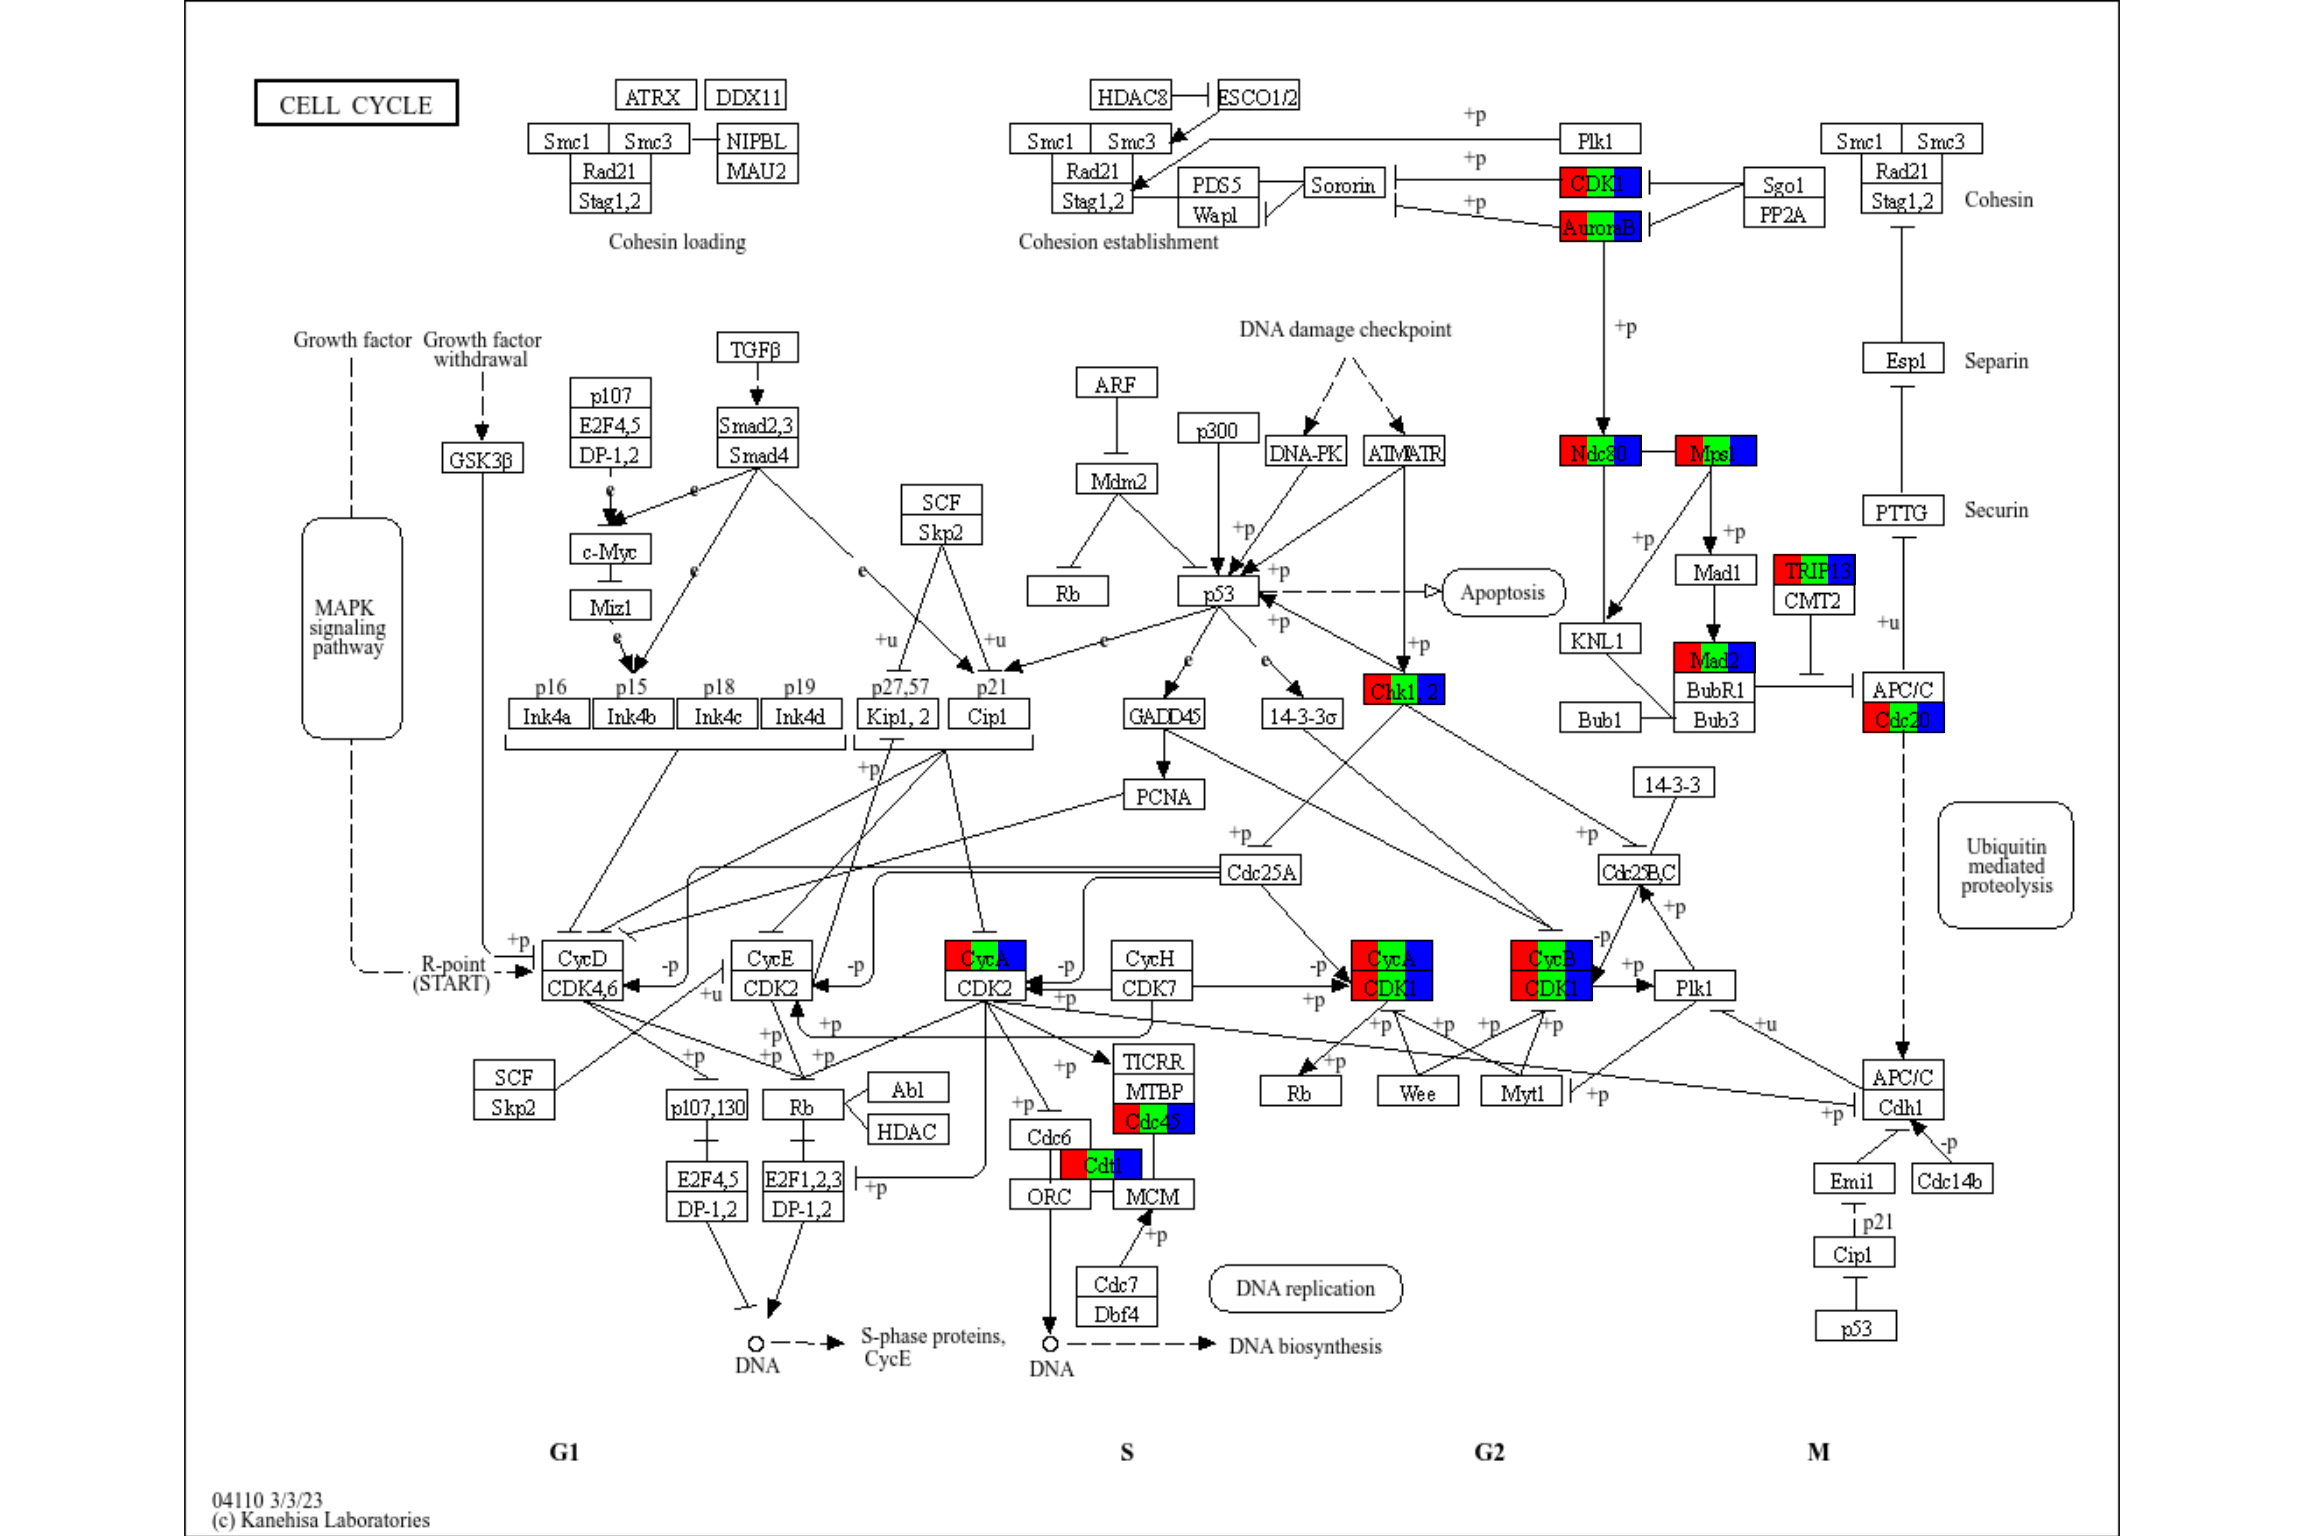 CELL CYCLE
ATRX DDX11
HDAC8 ESCO1/2
+p
Smc1 Smc3 NIPBL
Smc1 Smc3
Plk1
Smc1 Smc3
Rad21 MAU2
Rad21
+p
Rad21
Stag1,2
Stag1,2
PDS5 Sororin
CDK1
Sgo1
Stag1,2
Cohesin
Wapl
+p
AuroraB
PP2A
Cohesin loading
Cohesion establishment
+p
Growth factor
Growth factor
withdrawal
TGFβ
DNA damage checkpoint
Esp1 Separin
p107
E2F4,5
DP-1,2
Smad2,3
Smad4
ARF
p300
DNA-PK
ATM/ATR
Ndc80
Mps1
GSK3β
e
e
SCF
Skp2
Mdm2
PTTG Securin
c-Myc
e
e
+p
+p
+p
+p
Mad1
TRIP13
CMT2
Miz1
Rb
p53
Apoptosis
MAPK
signaling
pathway
e
+u
+u
e
e
e
+p
+p
KNL1
+u
Mad2
p16
p15
p18
p19
p27,57
p21
Ink4a
Ink4b
Ink4c
Ink4d
Kip1, 2
Cip1
GADD45
14-3-3σ
Chk1, 2
BubR1
Bub1
Bub3
APC/C
Cdc20
+p
PCNA
14-3-3
+p
+p
Cdc25A
Cdc25B,C
Ubiquitin
mediated
proteolysis
+p
+p
R-point
(START)
CycD
CDK4,6
-p
CycE
CDK2
-p
CycA
CDK2
-p
+p
CycH
CDK7
-p
+p
CycA
CDK1
CycB
CDK1
-p
+p
Plk1
+u
+p
+p
+p
+p
+p
+p
+p
+p
+p
+p
+u
SCF
Skp2
p107,130
Rb
Abl
HDAC
+p
TICRR
MTBP
Cdc45
+p
Rb
Wee
Myt1
+p
APC/C
Cdh1
+p
Cdc6
Cdt1
-p
E2F4,5
DP-1,2
E2F1,2,3
DP-1,2
+p
ORC
MCM
Emi1
Cdc14b
+p
p21
Cip1
Cdc7
Dbf4
DNA replication
p53
DNA
S-phase proteins,
CycE
DNA
DNA biosynthesis
G1 S G2 M
04110 3/3/23
(c) Kanehisa Laboratories